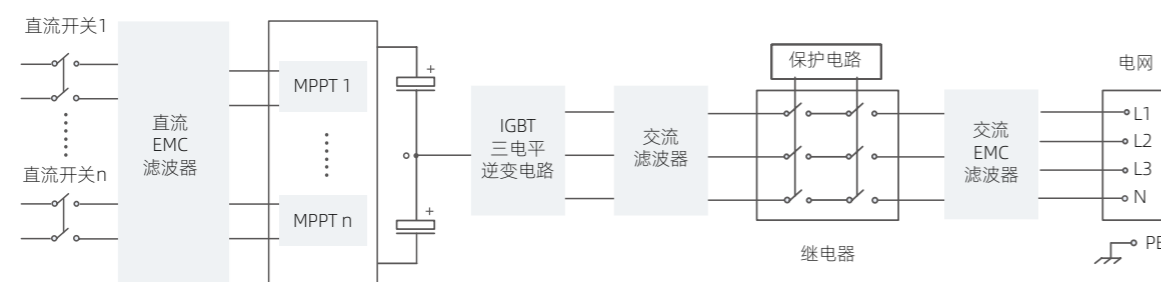 直流开关1
直流开关n
直流
EMC
滤波器
MPPT 1
MPPT n
+
+
IGBT
三电平
逆变电路
交流
滤波器
保护电路
继电器
交流
EMC
滤波器
电网
L1
L2
L3
N
PE